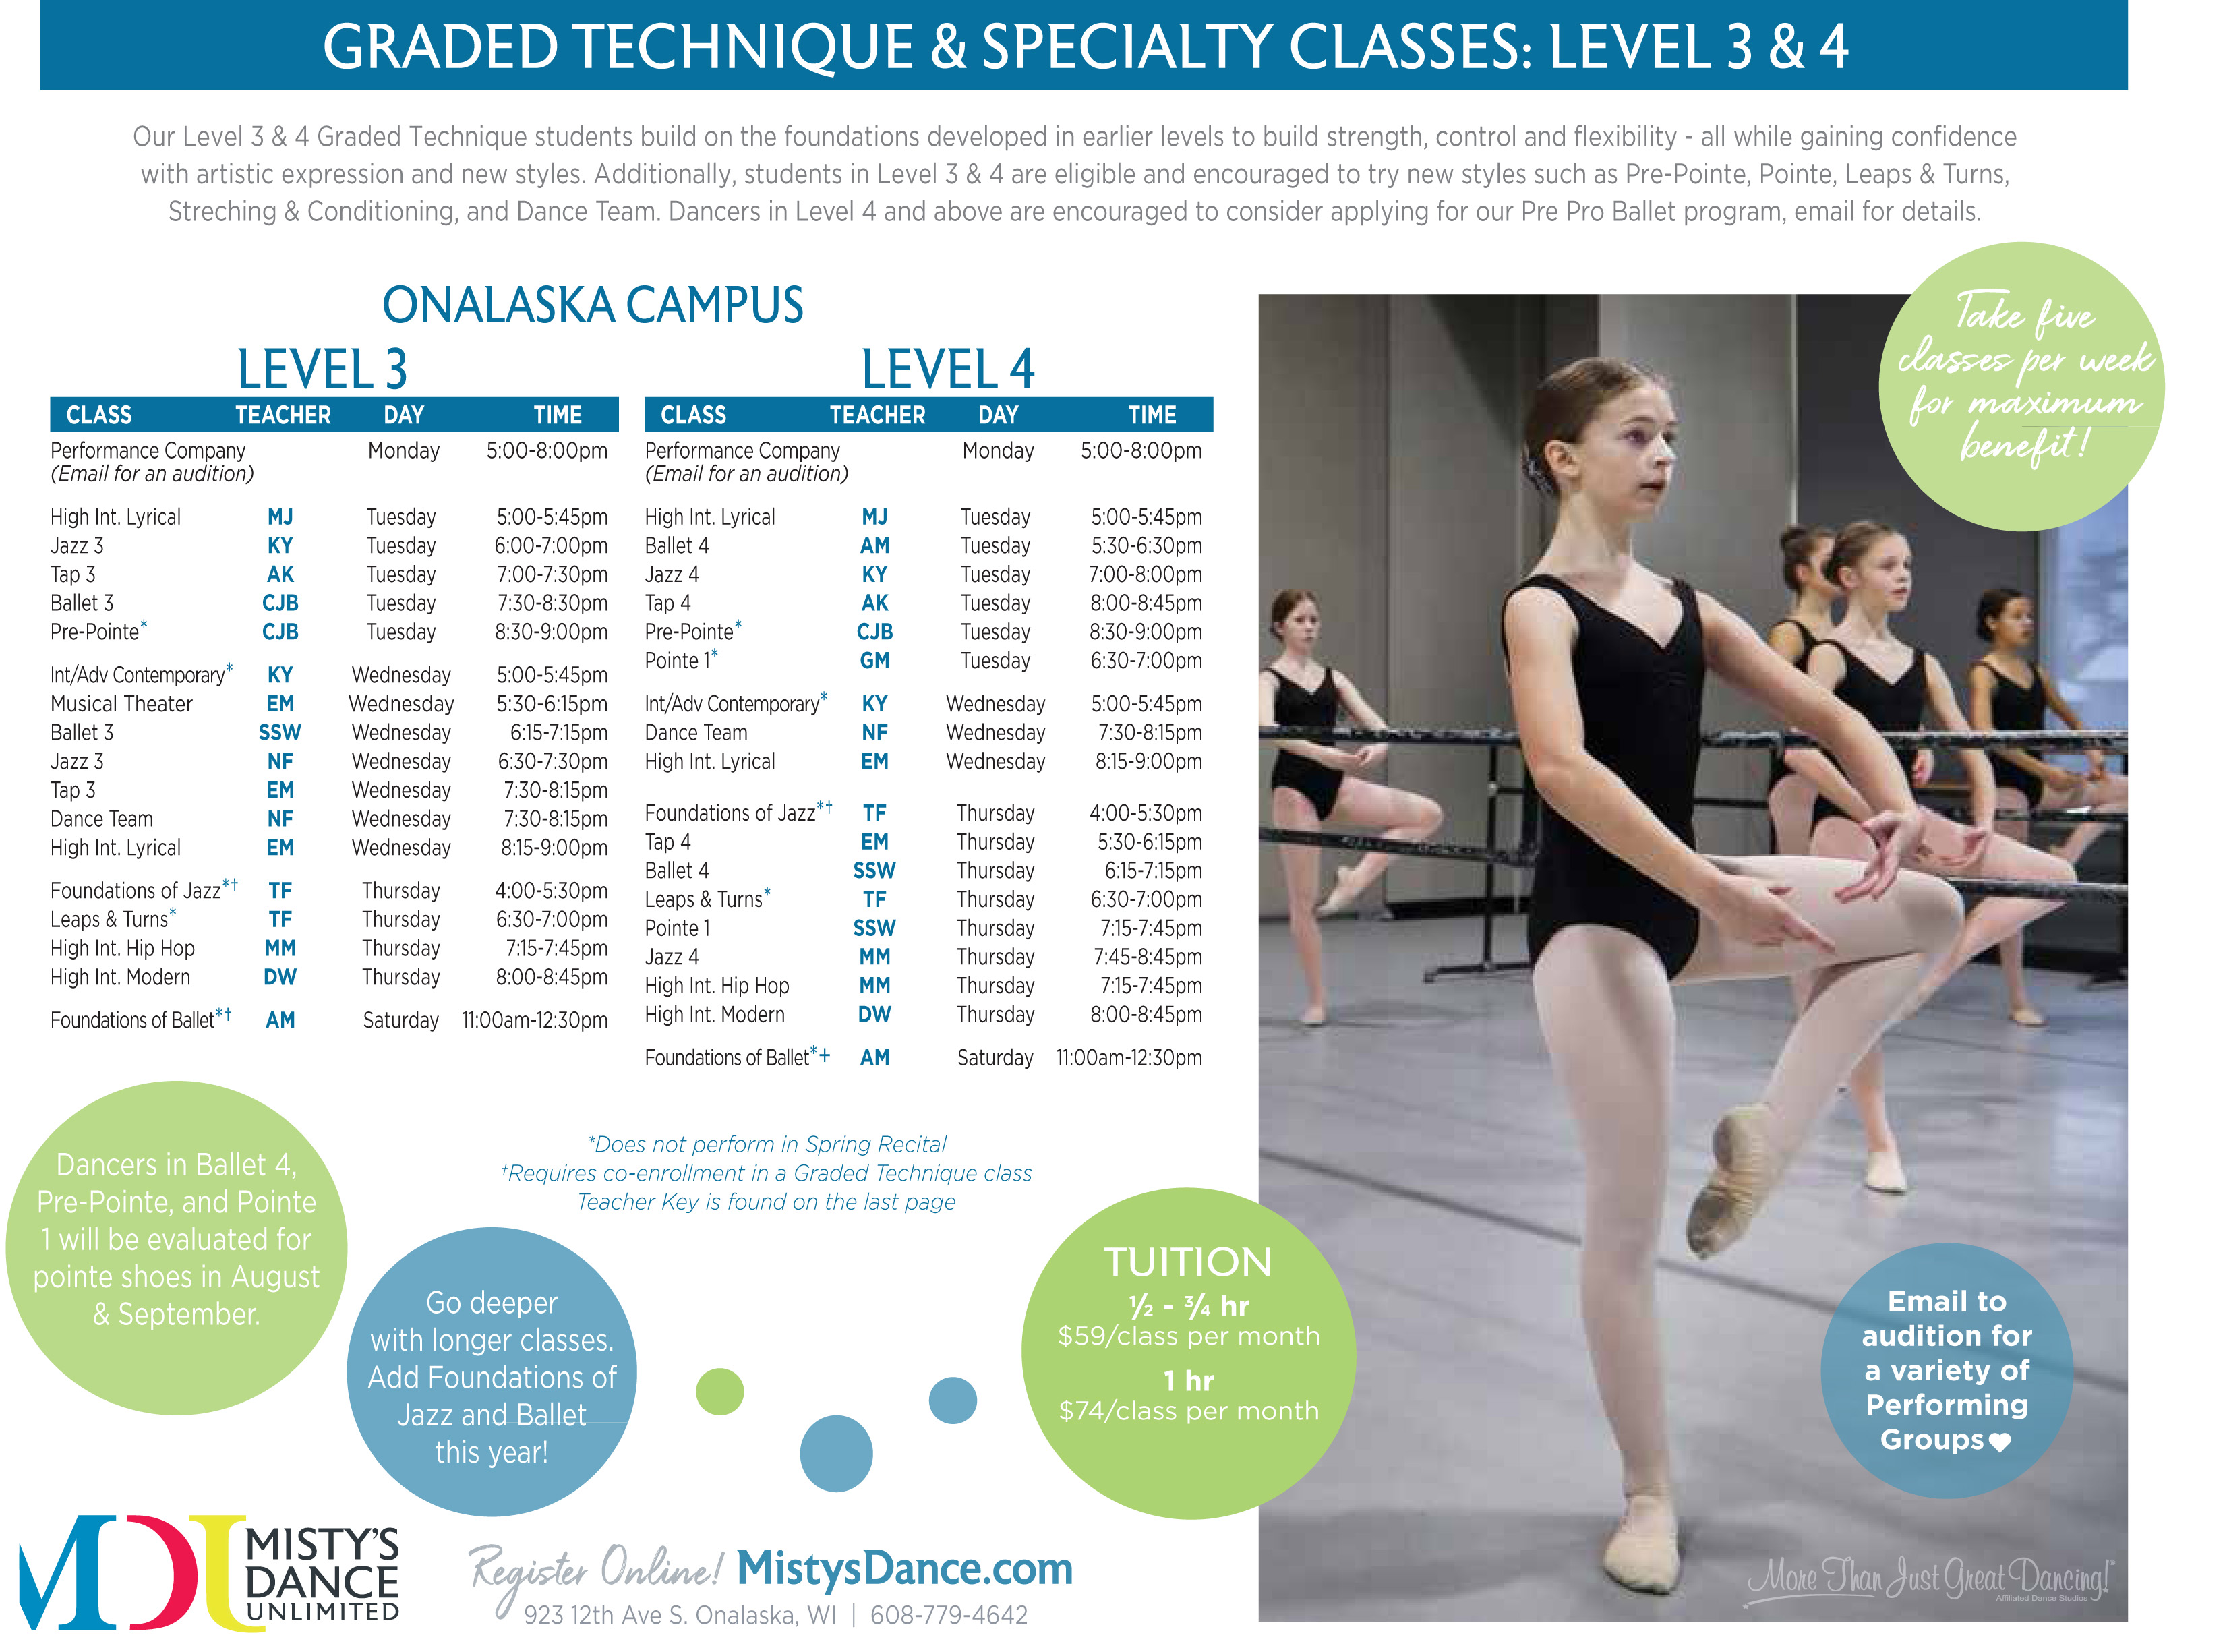 GRADED TECHNIQUE & SPECIALTY CLASSES: LEVEL 3 & 4
Our Level 3 & 4 Graded Technique students build on the foundations developed in earlier levels to build strength, control and flexibility - all while gaining confidence
with artistic expression and new styles. Additionally, students in Level 3 & 4 are eligible and encouraged to try new styles such as Pre-Pointe, Pointe, Leaps & Turns,
Streching & Conditioning, and Dance Team. Dancers in Level 4 and above are encouraged to consider applying for our Pre Pro Ballet program, email for details.
ONALASKA CAMPUS
LEVEL 3
CLASS TEACHER DAY TIME
Performance Company Monday 5:00-8:00pm
(Email for an audition)
High Int. Lyrical MJ Tuesday 5:00-5:45pm
Jazz 3 KY Tuesday 6:00-7:00pm
Tap 3 AK Tuesday 7:00-7:30pm
Ballet 3 CJB Tuesday 7:30-8:30pm
Pre-Pointe* CJB Tuesday 8:30-9:00pm
Int/Adv Contemporary* KY Wednesday 5:00-5:45pm
Musical Theater EM Wednesday 5:30-6:15pm
Ballet 3 SSW Wednesday 6:15-7:15pm
Jazz 3 NF Wednesday 6:30-7:30pm
Tap 3 EM Wednesday 7:30-8:15pm
Dance Team NF Wednesday 7:30-8:15pm
High Int. Lyrical EM Wednesday 8:15-9:00pm
Foundations of Jazz*† TF Thursday 4:00-5:30pm
Leaps & Turns* TF Thursday 6:30-7:00pm
High Int. Hip Hop MM Thursday 7:15-7:45pm
High Int. Modern DW Thursday 8:00-8:45pm
Foundations of Ballet*† AM Saturday 11:00am-12:30pm
LEVEL 4
CLASS TEACHER DAY TIME
Performance Company Monday 5:00-8:00pm
(Email for an audition)
High Int. Lyrical MJ Tuesday 5:00-5:45pm
Ballet 4 AM Tuesday 5:30-6:30pm
Jazz 4 KY Tuesday 7:00-8:00pm
Tap 4 AK Tuesday 8:00-8:45pm
Pre-Pointe* CJB Tuesday 8:30-9:00pm
Pointe 1* GM Tuesday 6:30-7:00pm
Int/Adv Contemporary* KY Wednesday 5:00-5:45pm
Dance Team NF Wednesday 7:30-8:15pm
High Int. Lyrical EM Wednesday 8:15-9:00pm
Foundations of Jazz*† TF Thursday 4:00-5:30pm
Tap 4 EM Thursday 5:30-6:15pm
Ballet 4 SSW Thursday 6:15-7:15pm
Leaps & Turns* TF Thursday 6:30-7:00pm
Pointe 1 SSW Thursday 7:15-7:45pm
Jazz 4 MM Thursday 7:45-8:45pm
High Int. Hip Hop MM Thursday 7:15-7:45pm
High Int. Modern DW Thursday 8:00-8:45pm
Foundations of Ballet*+ AM Saturday 11:00am-12:30pm
Take five
classes per week
for maximum
benefit!
*Does not perform in Spring Recital
†Requires co-enrollment in a Graded Technique class
Teacher Key is found on the last page
Dancers in Ballet 4,
Pre-Pointe, and Pointe
1 will be evaluated for
pointe shoes in August
& September.
Go deeper
with longer classes.
Add Foundations of
Jazz and Ballet
this year!
TUITION
½ - ¾ hr
$59/class per month
1 hr
$74/class per month
Email to
audition for
a variety of
Performing
Groups♥
MDU
MISTY'S
DANCE
UNLIMITED
Register Online! MistysDance.com
923 12th Ave S. Onalaska, WI | 608-779-4642
More Than Just Great Dancing!®
Affiliated Dance Studios